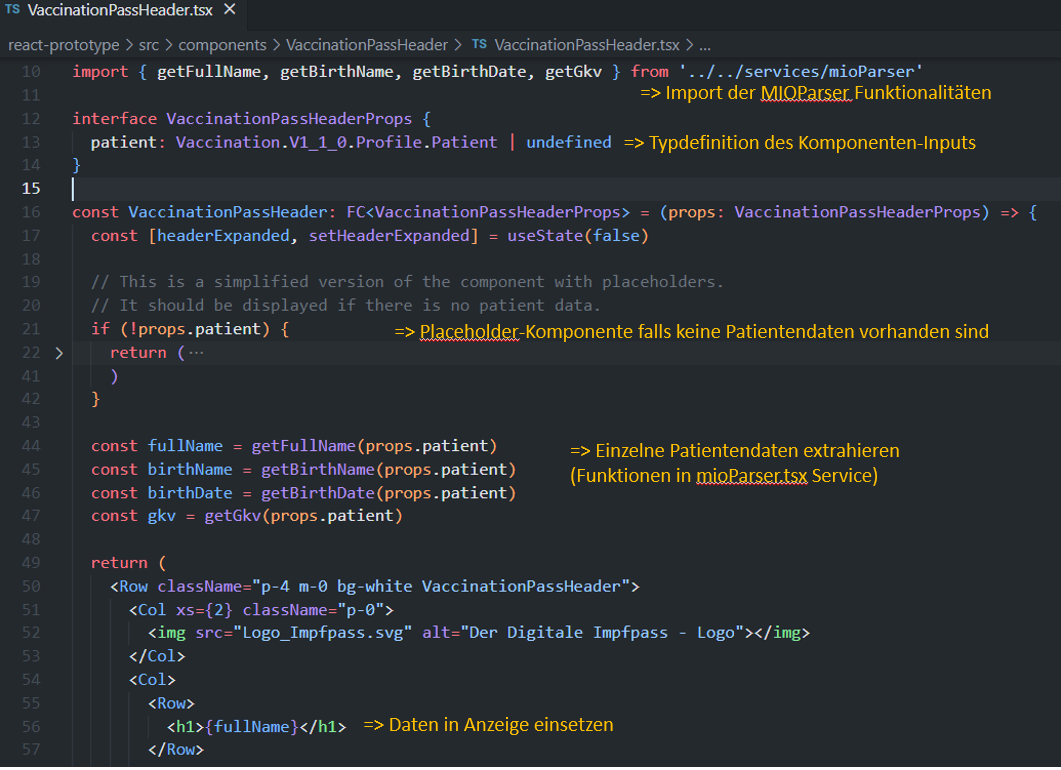 TS VaccinationPassHeader.tsx ×
react-prototype > src > components > VaccinationPassHeader > TS VaccinationPassHeader.tsx > ...
10 import { getFullName, getBirthName, getBirthDate, getGkv } from '../../services/mioParser'
11 => Import der MIOParser Funktionalitäten
12 interface VaccinationPassHeaderProps {
13 patient: Vaccination.V1_1_0.Profile.Patient | undefined => Typdefinition des Komponenten-Inputs
14 }
15
16 const VaccinationPassHeader: FC<VaccinationPassHeaderProps> = (props: VaccinationPassHeaderProps) => {
17 const [headerExpanded, setHeaderExpanded] = useState(false)
18
19 // This is a simplified version of the component with placeholders.
20 // It should be displayed if there is no patient data.
21 if (!props.patient) { => Placeholder-Komponente falls keine Patientendaten vorhanden sind
22 > return (···
41 )
42 }
43
44 const fullName = getFullName(props.patient) => Einzelne Patientendaten extrahieren
45 const birthName = getBirthName(props.patient) (Funktionen in mioParser.tsx Service)
46 const birthDate = getBirthDate(props.patient)
47 const gkv = getGkv(props.patient)
48
49 return (
50 <Row className="p-4 m-0 bg-white VaccinationPassHeader">
51 <Col xs={2} className="p-0">
52 <img src="Logo_Impfpass.svg" alt="Der Digitale Impfpass - Logo"></img>
53 </Col>
54 <Col>
55 <Row>
56 <h1>{fullName}</h1> => Daten in Anzeige einsetzen
57 </Row>